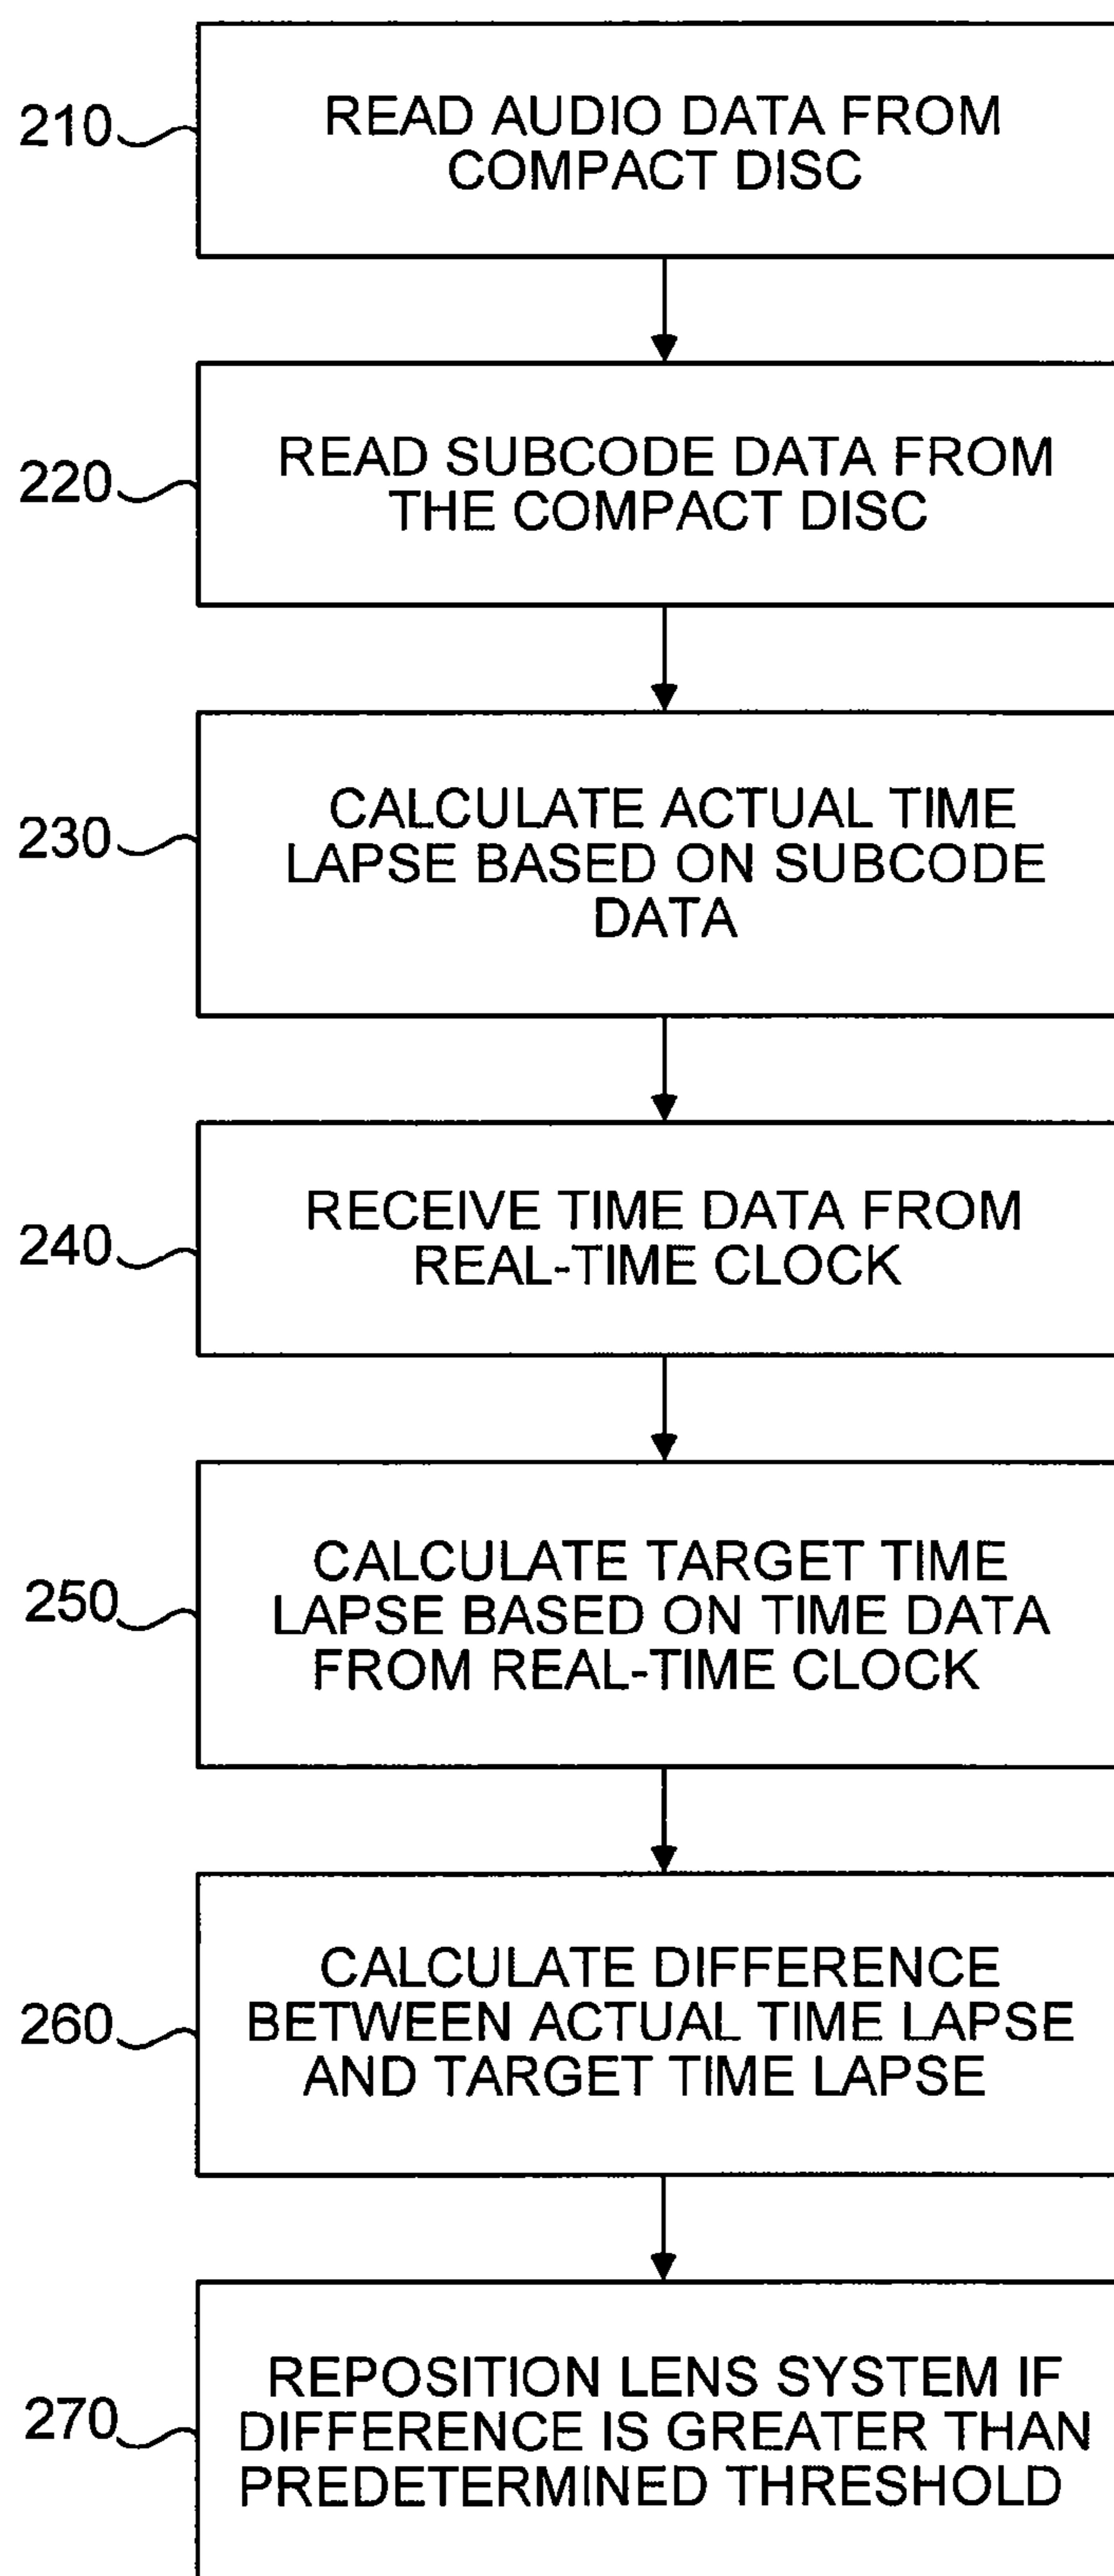 210
READ AUDIO DATA FROM
COMPACT DISC
220
READ SUBCODE DATA FROM
THE COMPACT DISC
230
CALCULATE ACTUAL TIME
LAPSE BASED ON SUBCODE
DATA
240
RECEIVE TIME DATA FROM
REAL-TIME CLOCK
250
CALCULATE TARGET TIME
LAPSE BASED ON TIME DATA
FROM REAL-TIME CLOCK
260
CALCULATE DIFFERENCE
BETWEEN ACTUAL TIME LAPSE
AND TARGET TIME LAPSE
270
REPOSITION LENS SYSTEM IF
DIFFERENCE IS GREATER THAN
PREDETERMINED THRESHOLD